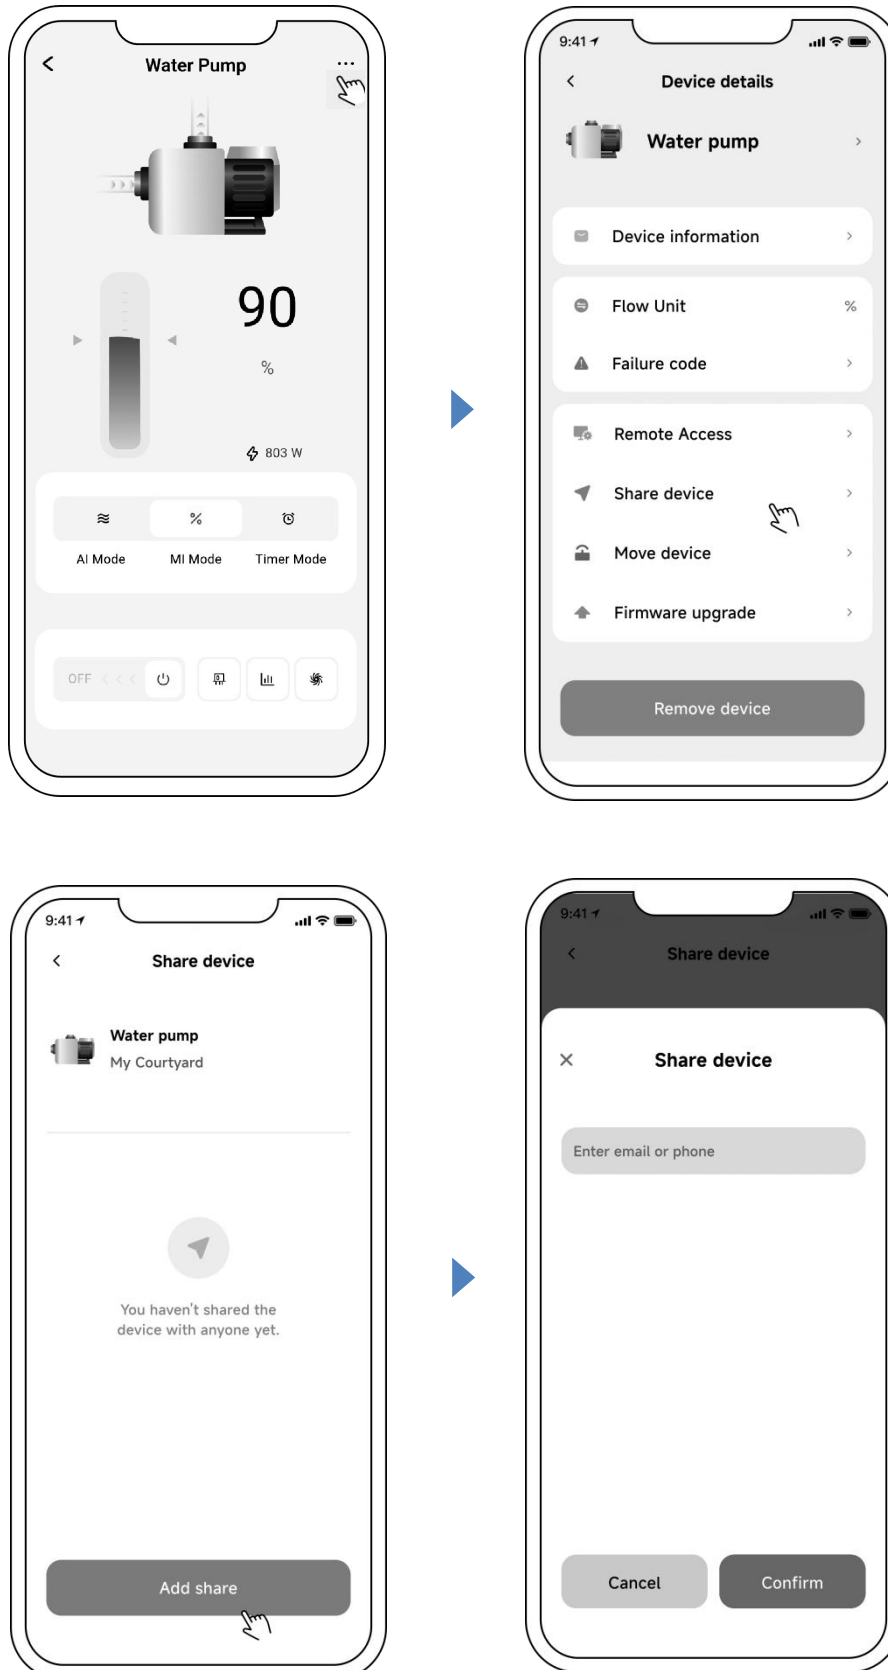 Water Pump
90
%
803 W
%
AI Mode
MI Mode
Timer Mode
OFF
9:41
Device details
Water pump
Device information
Flow Unit
%
Failure code
Remote Access
Share device
Move device
Firmware upgrade
Remove device
9:41
Share device
Water pump
My Courtyard
You haven't shared the
device with anyone yet.
Add share
9:41
Share device
Share device
Enter email or phone
Cancel
Confirm